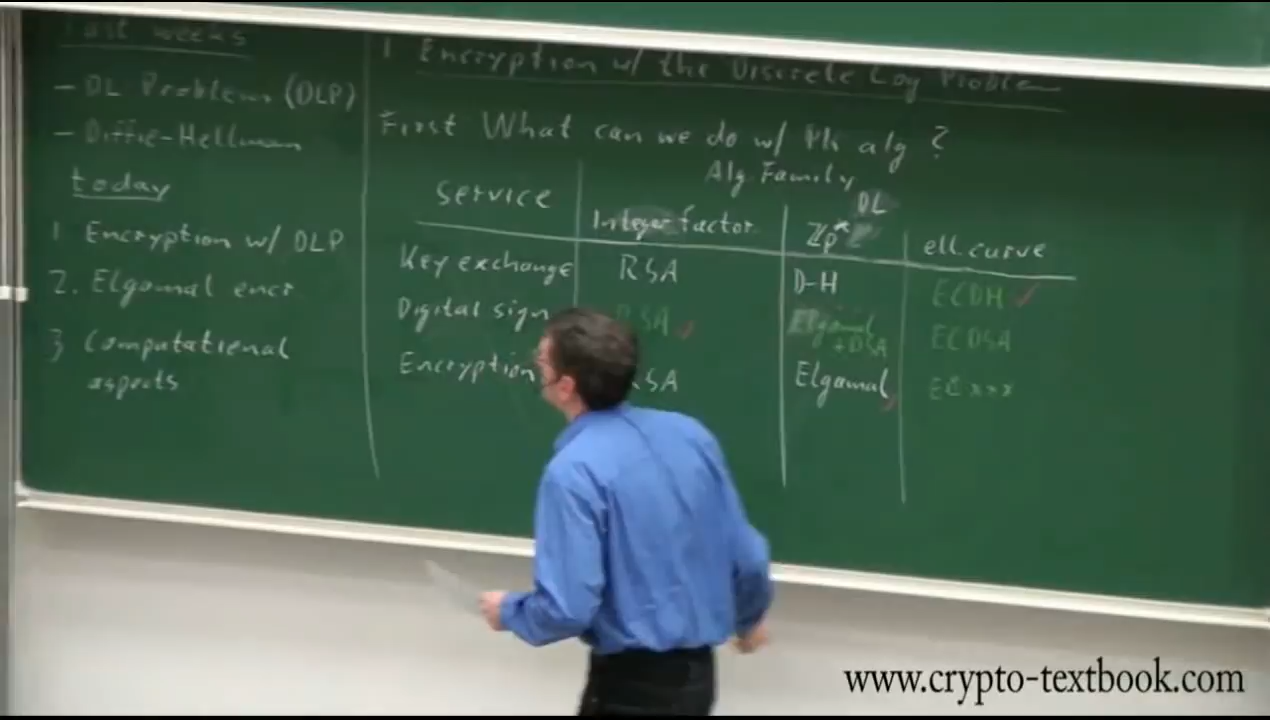 Last weeks
- DL Problem (DLP)
- Diffie-Hellman
today
1 Encryption w/ DLP
2. Elgamal encr
3 Computational
aspects
1 Encryption w/ the Discrete Log Problem
First What can we do w/ Pk alg ?
Alg. Family
service
Integer factor
DL
Zp*
ell. curve
Key exchange RSA D-H ECDH ✓
Digital sign RSA ✓ Elgamal ECDSA
+DSA
Encryption RSA Elgamal
www.crypto-textbook.com